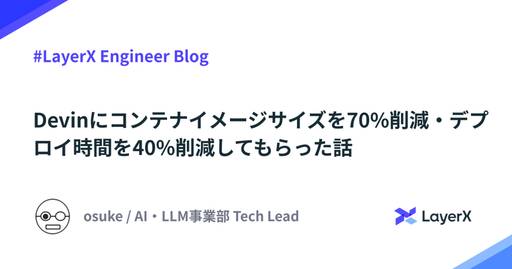 #LayerX Engineer Blog
Devinにコンテナイメージサイズを70%削減・デプ
ロイ時間を40%削減してもらった話
osuke / AI・LLM事業部 Tech Lead
LayerX